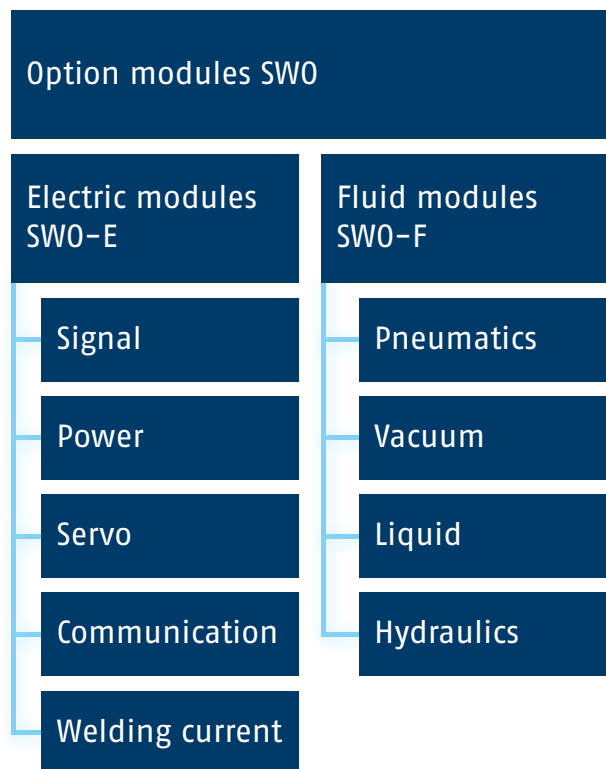 Option modules SWO
Electric modules
SWO-E
Signal
Power
Servo
Communication
Welding current
Fluid modules
SWO-F
Pneumatics
Vacuum
Liquid
Hydraulics